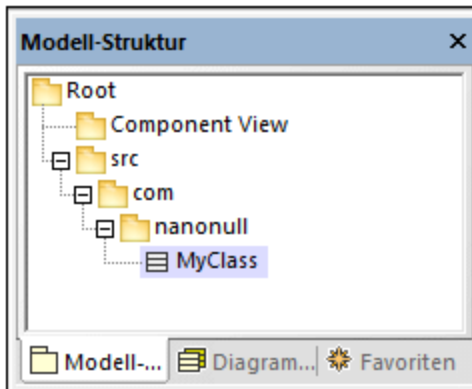 Modell-Struktur
Root
Component View
src
com
nanonull
MyClass
Modell-... Diagram... Favoriten